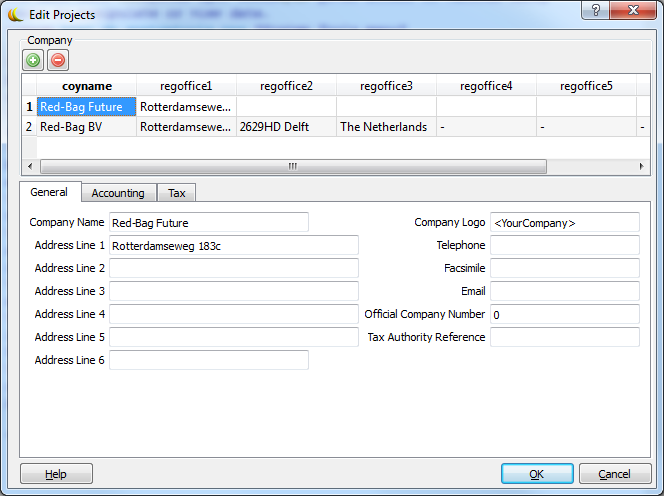 Edit Projects
Company
coyname regoffice1 regoffice2 regoffice3 regoffice4 regoffice5
1 Red-Bag Future Rotterdamsewe...
2 Red-Bag BV Rotterdamsewe... 2629HD Delft The Netherlands - - -
General Accounting Tax
Company Name Red-Bag Future Company Logo <YourCompany>
Address Line 1 Rotterdamseweg 183c Telephone
Address Line 2 Facsimile
Address Line 3 Email
Address Line 4 Official Company Number 0
Address Line 5 Tax Authority Reference
Address Line 6
Help OK Cancel